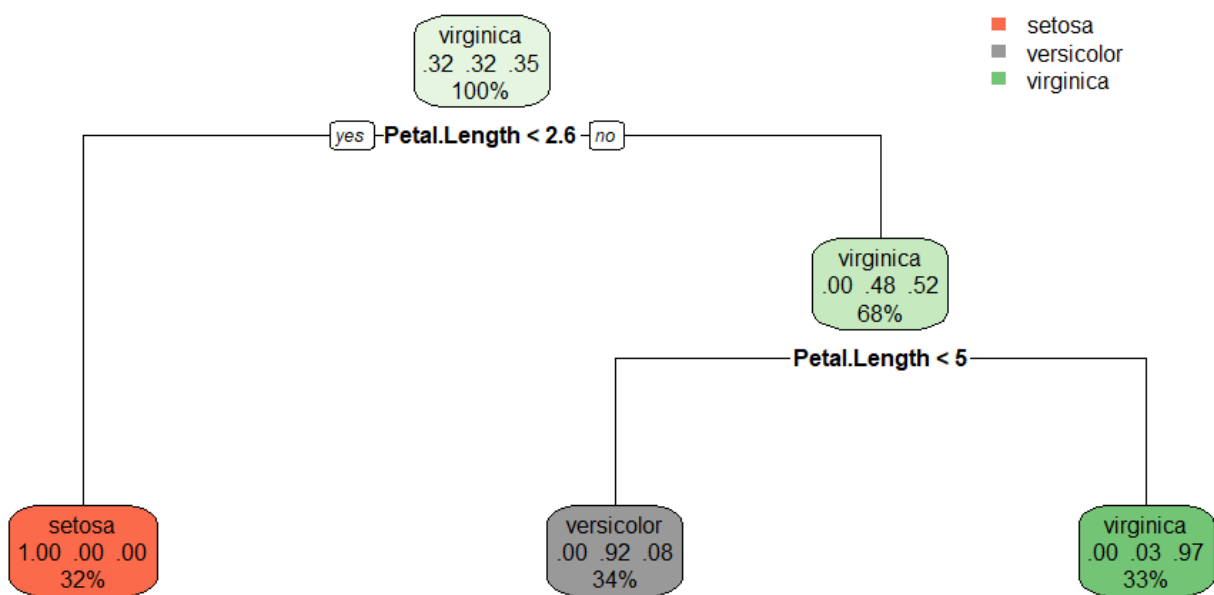 virginica
.32 .32 .35
100%
setosa
versicolor
virginica
yes Petal.Length < 2.6 no
virginica
.00 .48 .52
68%
Petal.Length < 5
setosa
1.00 .00 .00
32%
versicolor
.00 .92 .08
34%
virginica
.00 .03 .97
33%